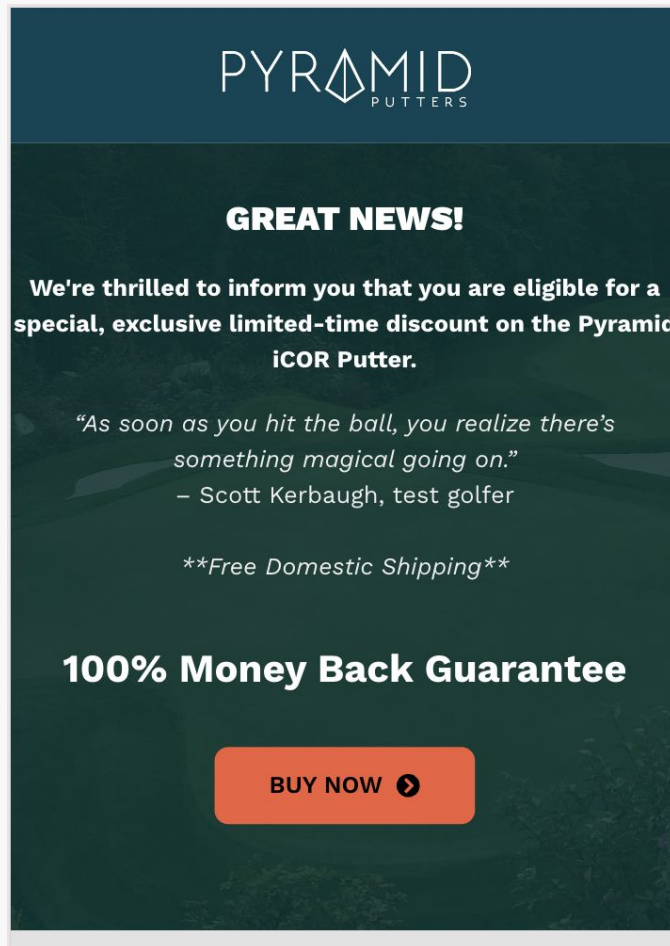 PYRAMID
PUTTERS
GREAT NEWS!
We're thrilled to inform you that you are eligible for a
special, exclusive limited-time discount on the Pyramid
iCOR Putter.
“As soon as you hit the ball, you realize there’s
something magical going on.”
– Scott Kerbaugh, test golfer
**Free Domestic Shipping**
100% Money Back Guarantee
BUY NOW